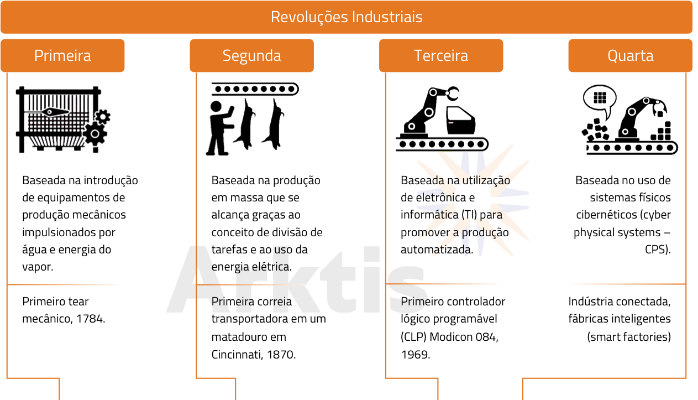 Revoluções Industriais
Primeira
Segunda
Terceira
Quarta
Baseada na introdução
de equipamentos de
produção mecânicos
impulsionados por
água e energia do
vapor.
Baseada na produção
em massa que se
alcança graças ao
conceito de divisão de
tarefas e ao uso da
energia elétrica.
Baseada na utilização
de eletrônica e
informática (TI) para
promover a produção
automatizada.
Baseada no uso de
sistemas físicos
cibernéticos (cyber
physical systems –
CPS).
Primeiro tear
mecânico, 1784.
Primeira correia
transportadora em um
matadouro em
Cincinnati, 1870.
Primeiro controlador
lógico programável
(CLP) Modicon 084,
1969.
Indústria conectada,
fábricas inteligentes
(smart factories)
Arktis